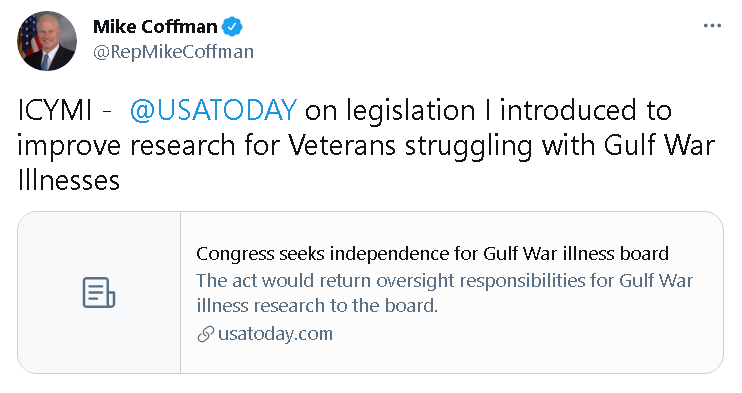 Mike Coffman
@RepMikeCoffman
ICYMI - @USATODAY on legislation I introduced to
improve research for Veterans struggling with Gulf War
Illnesses
Congress seeks independence for Gulf War illness board
The act would return oversight responsibilities for Gulf War
illness research to the board.
usatoday.com